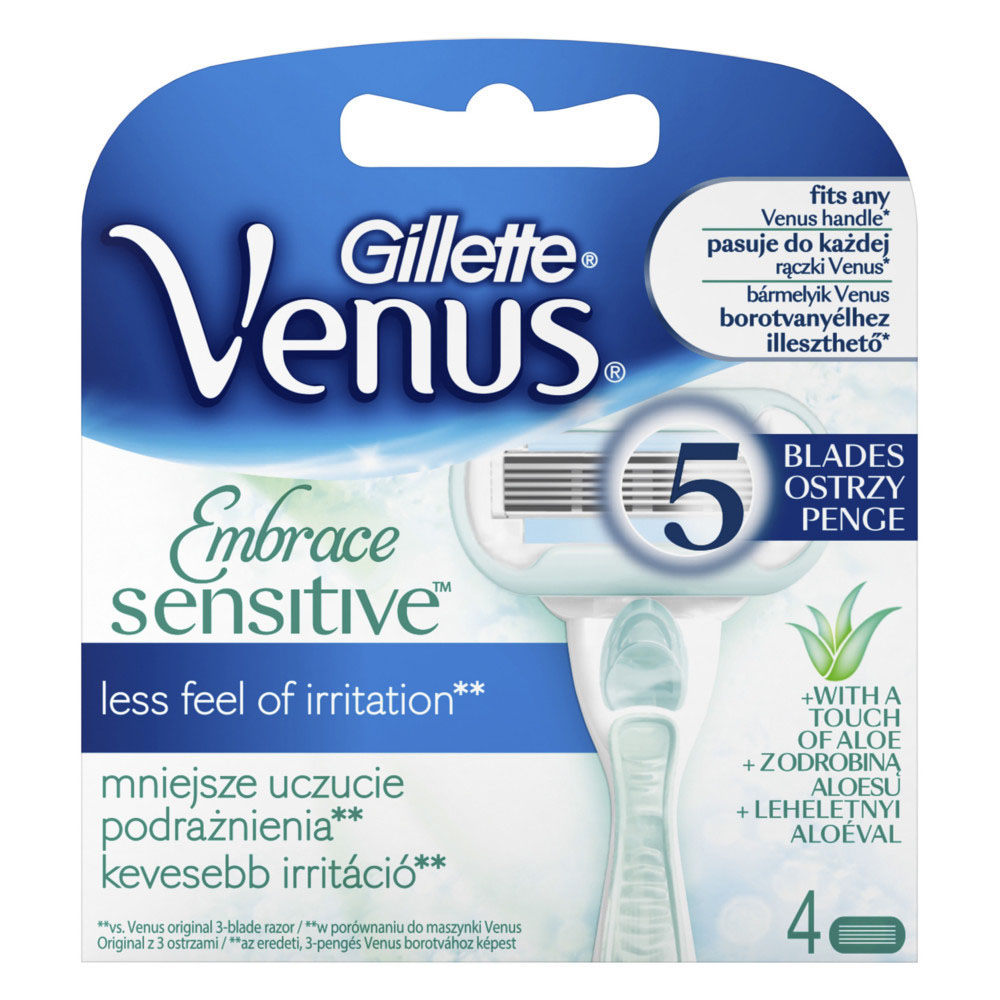 Gillette®
Venus®
fits any
Venus handle*
pasuje do każdej
rączki Venus*
bármelyik Venus
borotvanyélhez
illeszthető*
5
BLADES
OSTRZY
PENGE
Embrace
sensitive™
less feel of irritation**
mniejsze uczucie
podrażnienia**
kevesebb irritáció**
+WITH A
TOUCH
OF ALOE
+ Z ODROBINĄ
ALOESU
+ LEHELETNYI
ALOÉVAL
**vs. Venus original 3-blade razor / **w porównaniu do maszynki Venus
Original z 3 ostrzami / **az eredeti, 3-pengés Venus borotvához képest
4